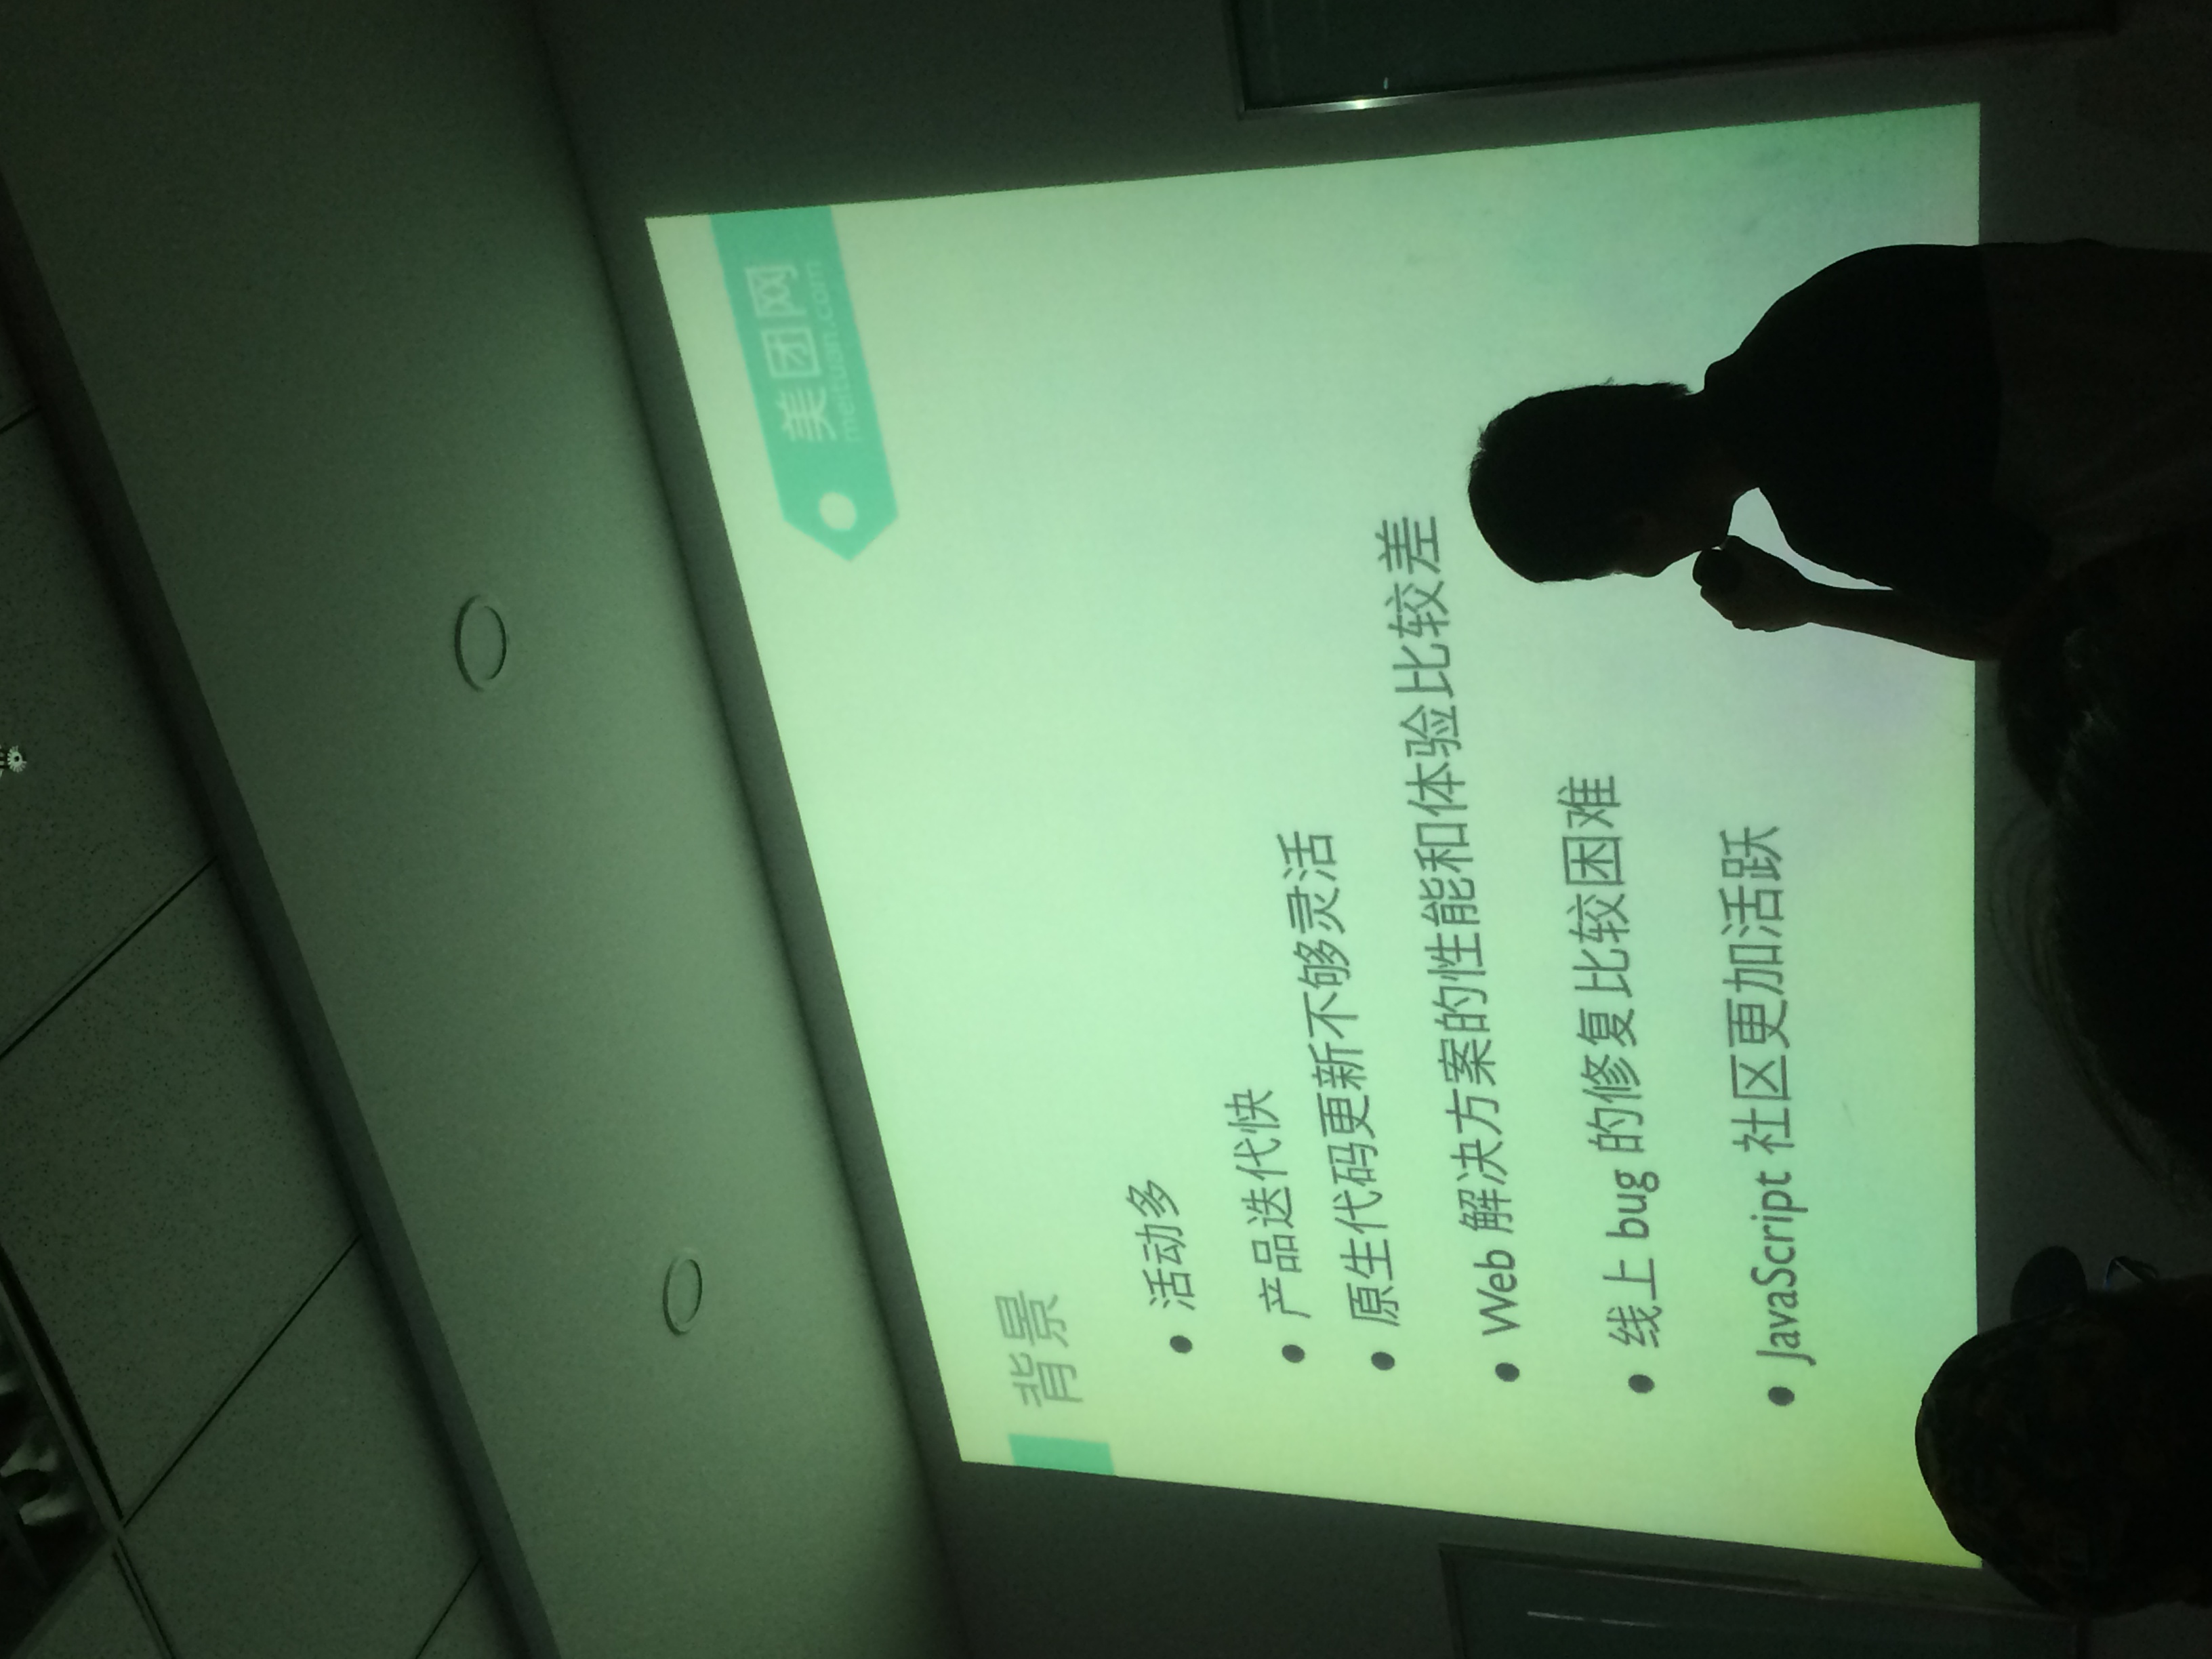 美团网
meituan.com
背景
• 活动多
• 产品迭代快
• 原生代码更新不够灵活
• Web 解决方案的性能和体验比较差
• 线上 bug 的修复比较困难
• JavaScript 社区更加活跃